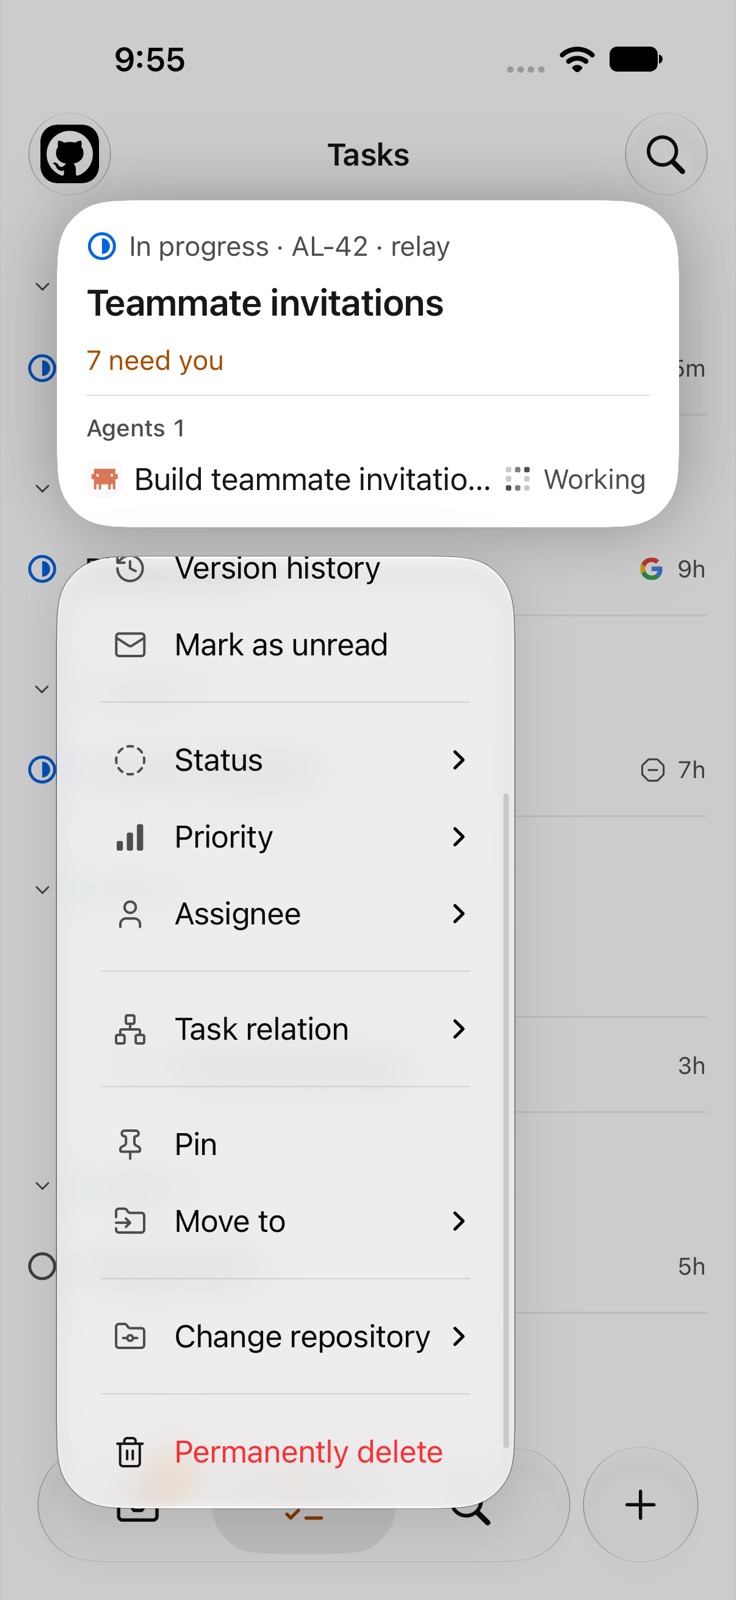 9:55
Tasks
In progress · AL-42 · relay
Teammate invitations
7 need you
Agents 1
Build teammate invitatio... Working
Version history
9h
Mark as unread
Status
7h
Priority
Assignee
Task relation
3h
Pin
Move to
5h
Change repository
Permanently delete